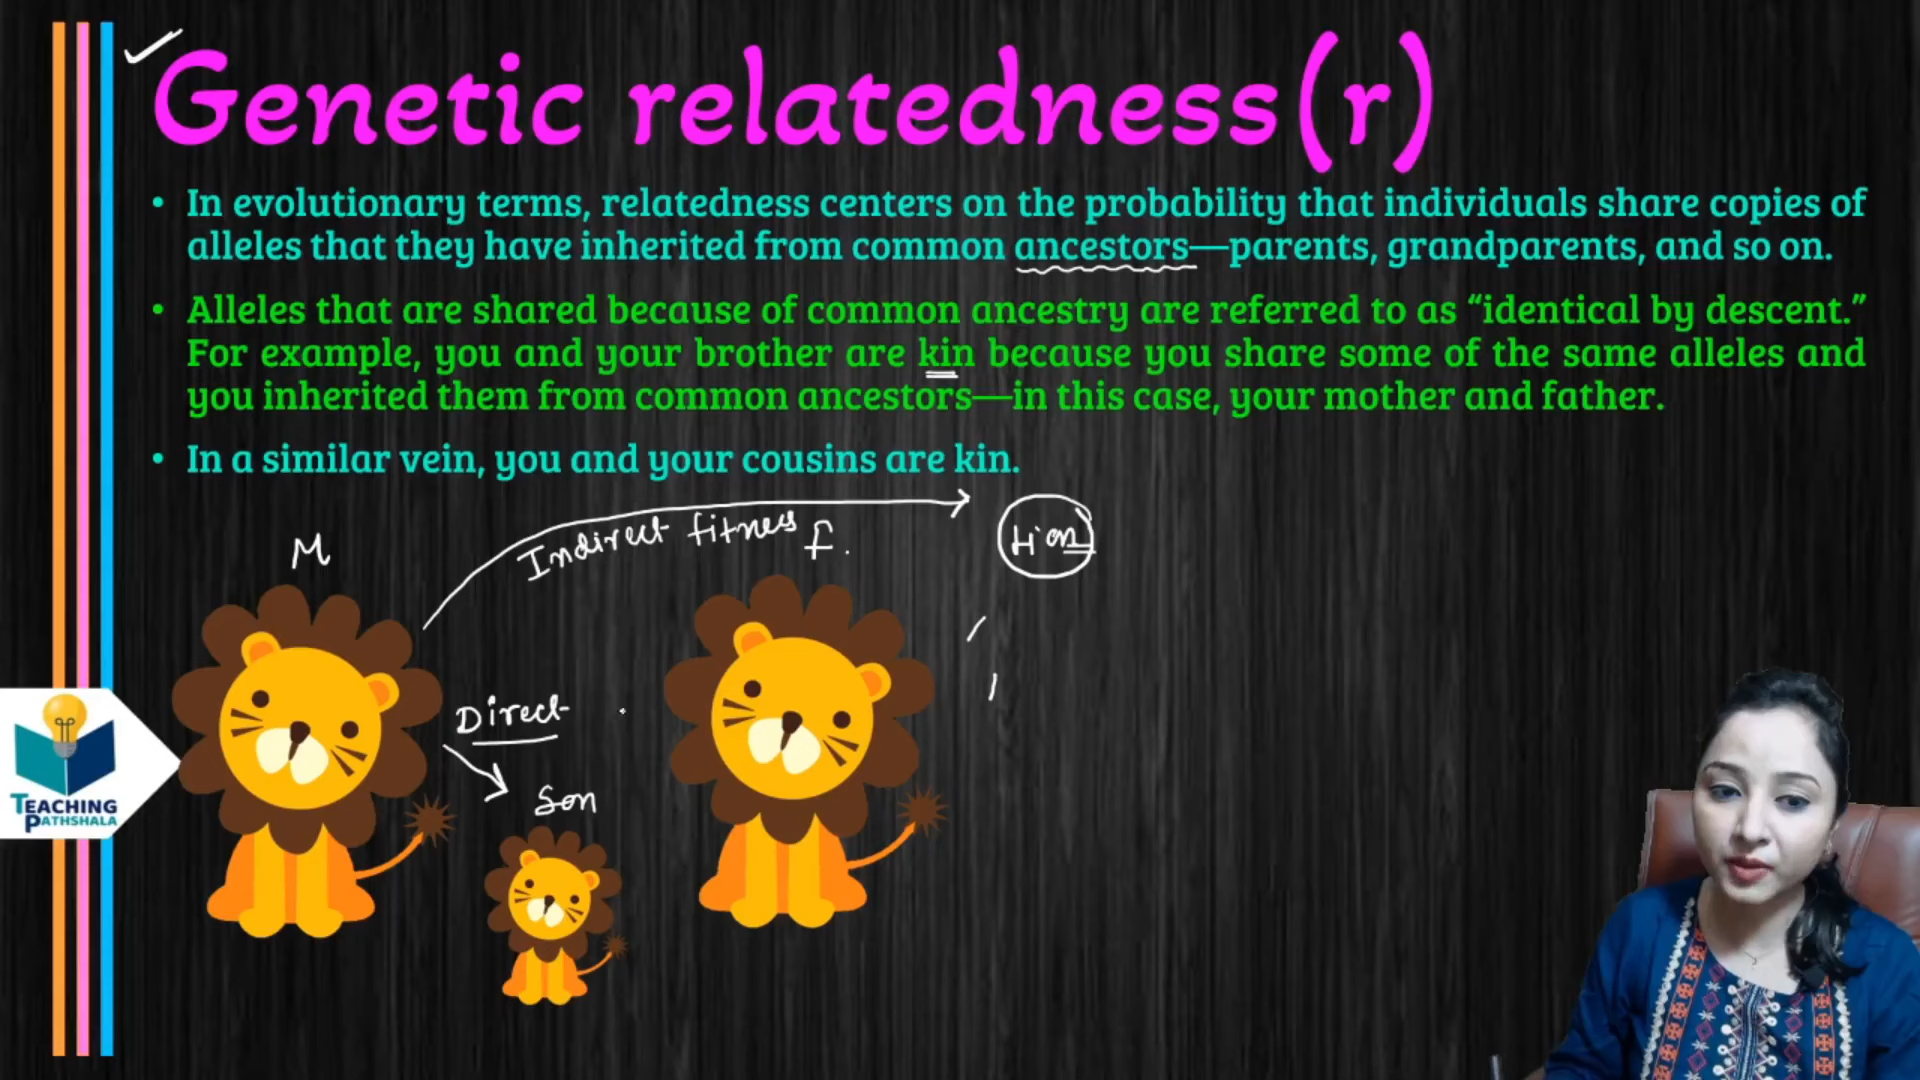 Genetic relatedness(r)
• In evolutionary terms, relatedness centers on the probability that individuals share copies of
alleles that they have inherited from common ancestors—parents, grandparents, and so on.
• Alleles that are shared because of common ancestry are referred to as “identical by descent.”
For example, you and your brother are kin because you share some of the same alleles and
you inherited them from common ancestors—in this case, your mother and father.
• In a similar vein, you and your cousins are kin.
M
Indirect fitness
F.
Lion
Direct
Son
TEACHING
PATHSHALA